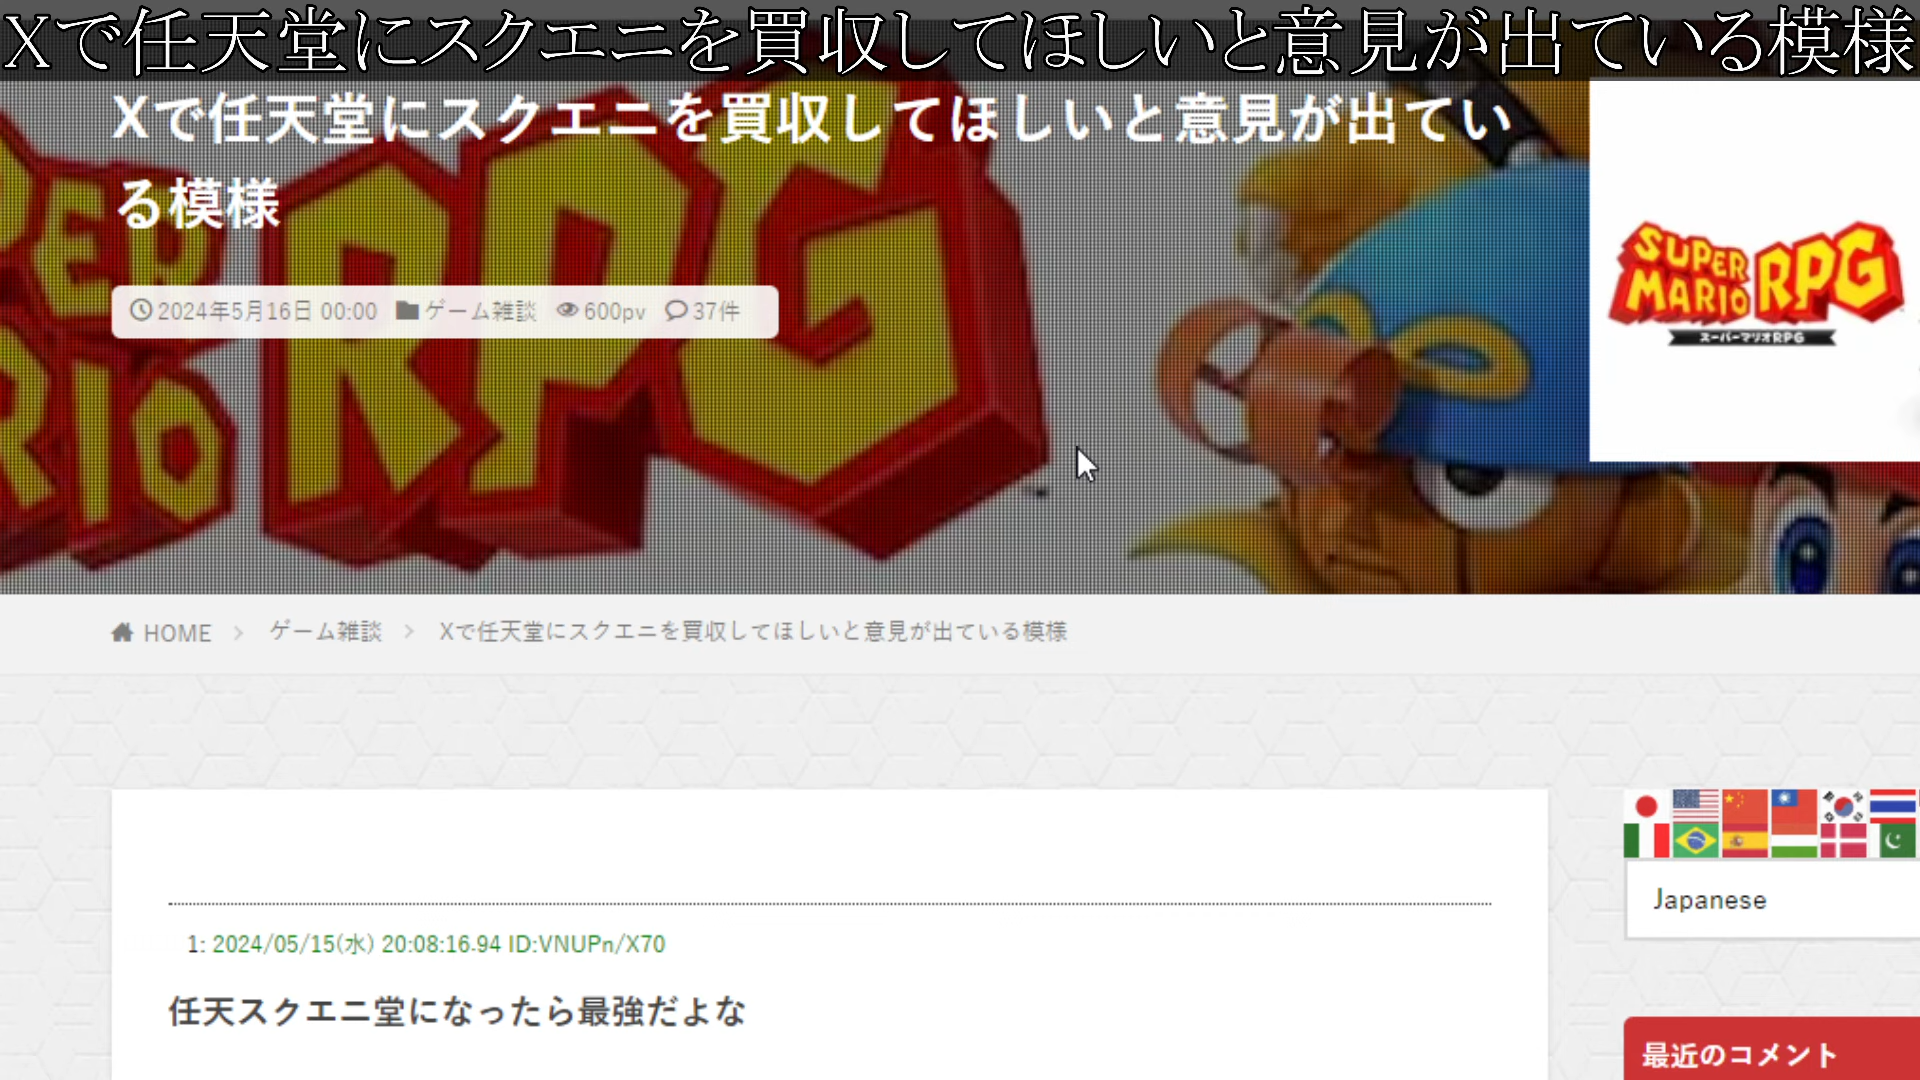 Xで任天堂にスクエニを買収してほしいと意見が出ている模様
Xで任天堂にスクエニを買収してほしいと意見が出てい
る模様
2024年5月16日 00:00 ゲーム雑談 600pv 37件
SUPER
MARIO RPG
スーパーマリオRPG
HOME ゲーム雑談 Xで任天堂にスクエニを買収してほしいと意見が出ている模様
1: 2024/05/15(水) 20:08:16.94 ID:VNUPn/X70
任天スクエニ堂になったら最強だよな
Japanese
最近のコメント